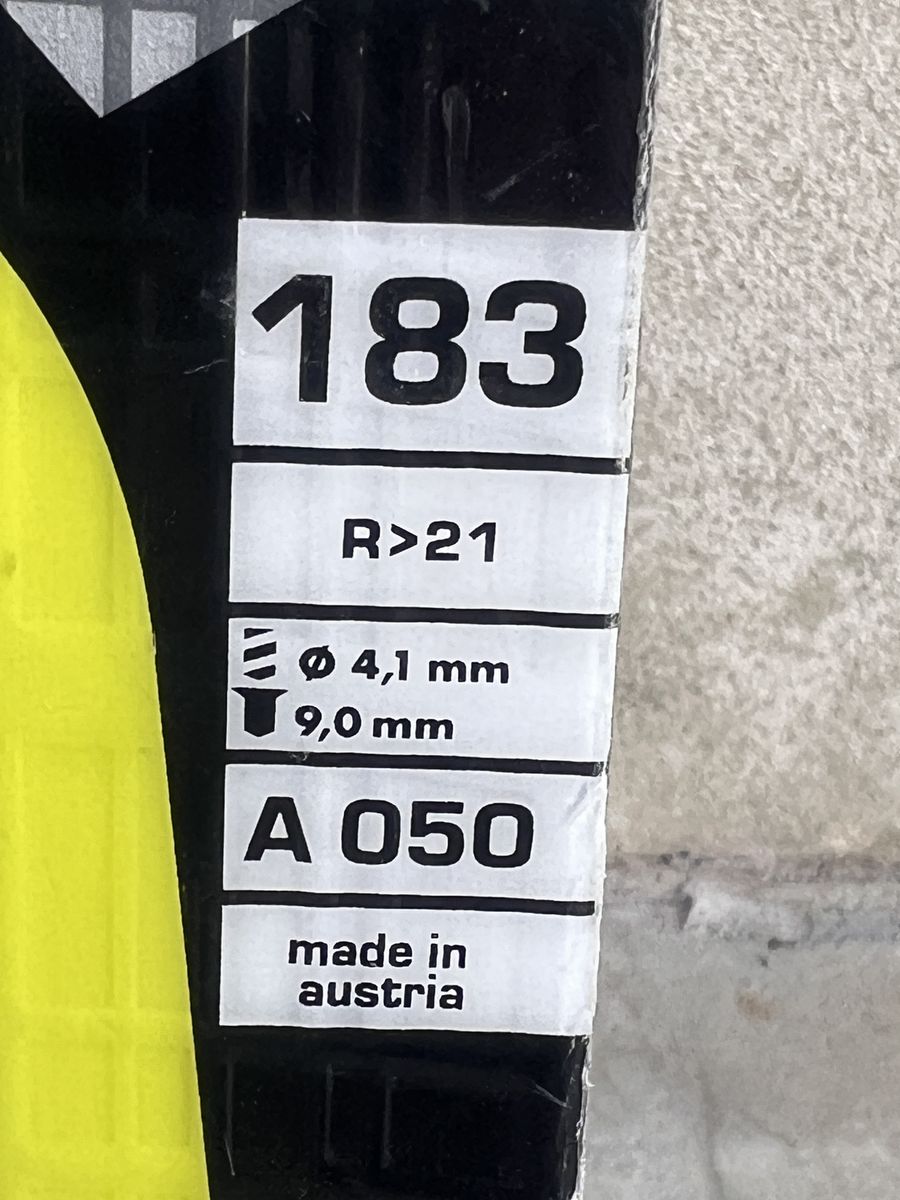 183
R>21
Ø 4,1 mm
9,0 mm
A 050
made in
austria